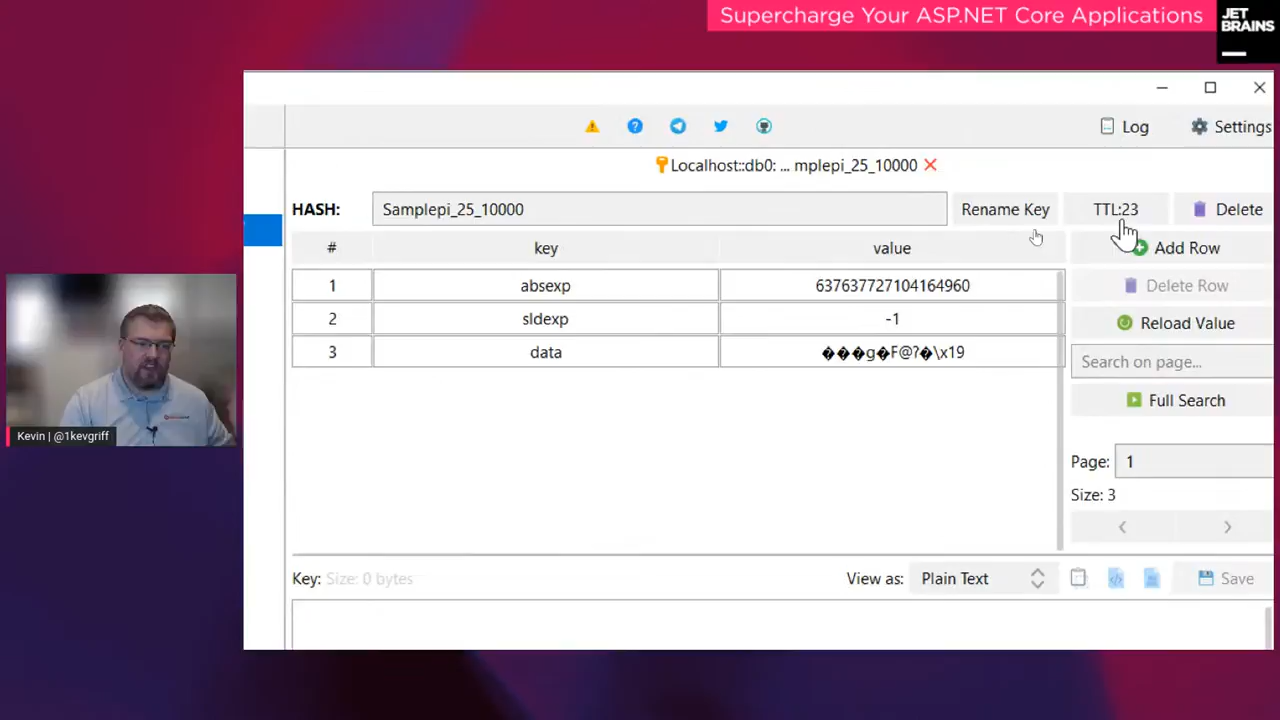 Supercharge Your ASP.NET Core Applications
JET
BRAINS
Log
Settings
Localhost::db0: ... mplepi_25_10000
HASH:
Samplepi_25_10000
Rename Key
TTL:23
Delete
#
key
value
Add Row
1
absexp
637637727104164960
Delete Row
2
sldexp
-1
Reload Value
3
data
���g�F@?�\x19
Search on page...
Full Search
Kevin | @1kevgriff
Page:
1
Size: 3
Key: Size: 0 bytes
View as:
Plain Text
Save